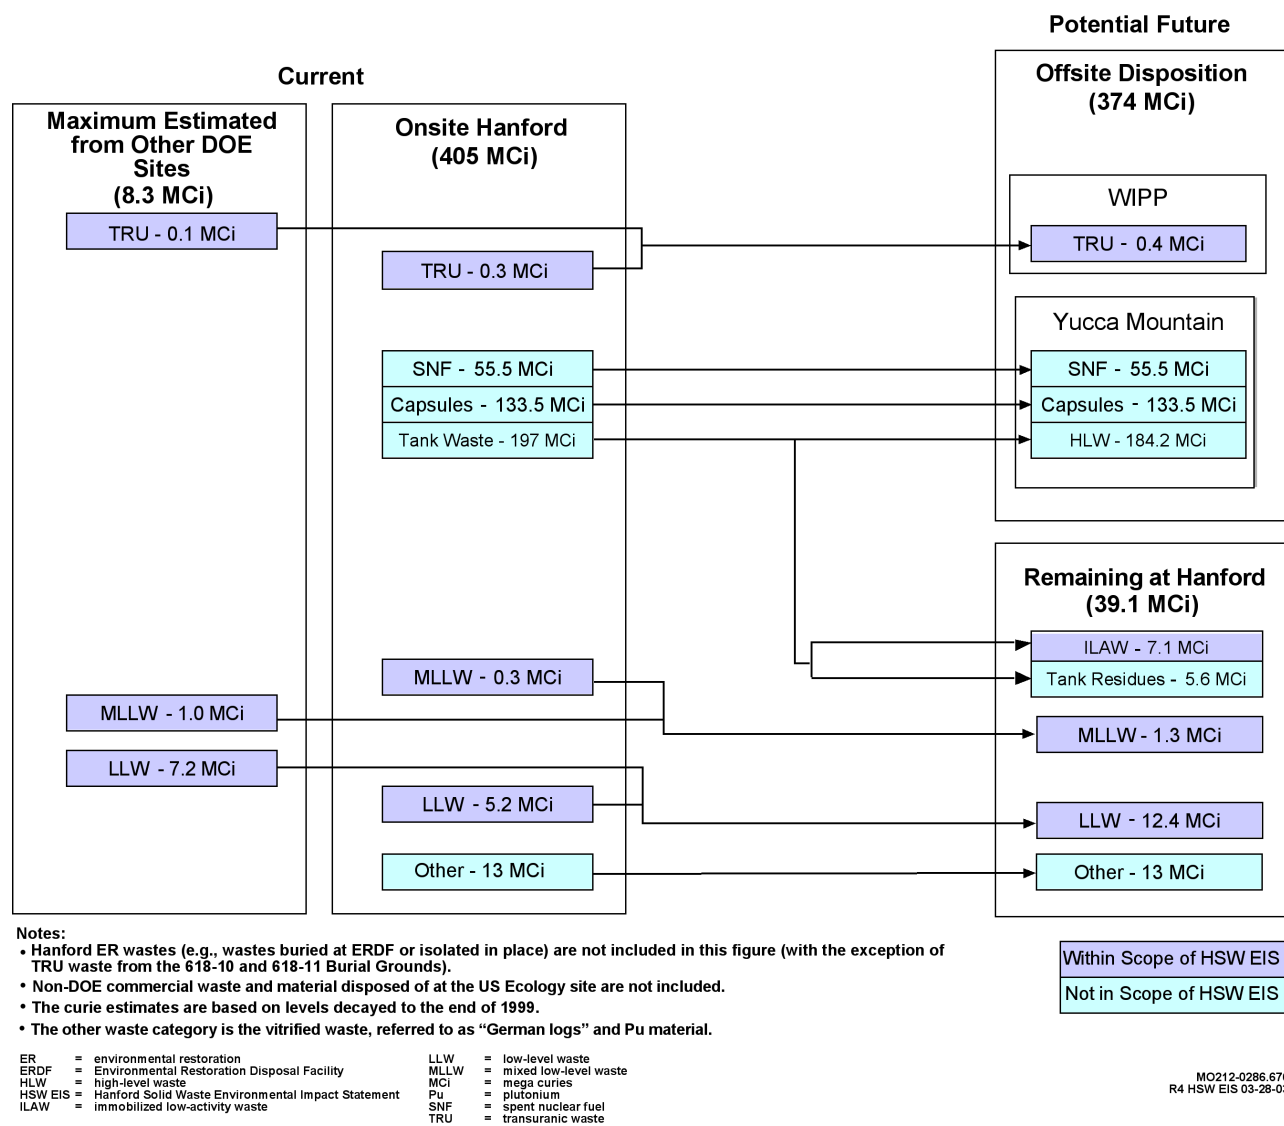 Potential Future
Current
Maximum Estimated
from Other DOE
Sites
(8.3 MCi)
TRU - 0.1 MCi
MLLW - 1.0 MCi
LLW - 7.2 MCi
Onsite Hanford
(405 MCi)
TRU - 0.3 MCi
SNF - 55.5 MCi
Capsules - 133.5 MCi
Tank Waste - 197 MCi
MLLW - 0.3 MCi
LLW - 5.2 MCi
Other - 13 MCi
Offsite Disposition
(374 MCi)
WIPP
TRU - 0.4 MCi
Yucca Mountain
SNF - 55.5 MCi
Capsules - 133.5 MCi
HLW - 184.2 MCi
Remaining at Hanford
(39.1 MCi)
ILAW - 7.1 MCi
Tank Residues - 5.6 MCi
MLLW - 1.3 MCi
LLW - 12.4 MCi
Other - 13 MCi
Notes:
• Hanford ER wastes (e.g., wastes buried at ERDF or isolated in place) are not included in this figure (with the exception of
TRU waste from the 618-10 and 618-11 Burial Grounds).
• Non-DOE commercial waste and material disposed of at the US Ecology site are not included.
• The curie estimates are based on levels decayed to the end of 1999.
• The other waste category is the vitrified waste, referred to as “German logs” and Pu material.
Within Scope of HSW EIS
Not in Scope of HSW EIS
ER = environmental restoration
ERDF = Environmental Restoration Disposal Facility
HLW = high-level waste
HSW EIS = Hanford Solid Waste Environmental Impact Statement
ILAW = immobilized low-activity waste
LLW = low-level waste
MLLW = mixed low-level waste
MCi = mega curies
Pu = plutonium
SNF = spent nuclear fuel
TRU = transuranic waste
R4 HSW EIS